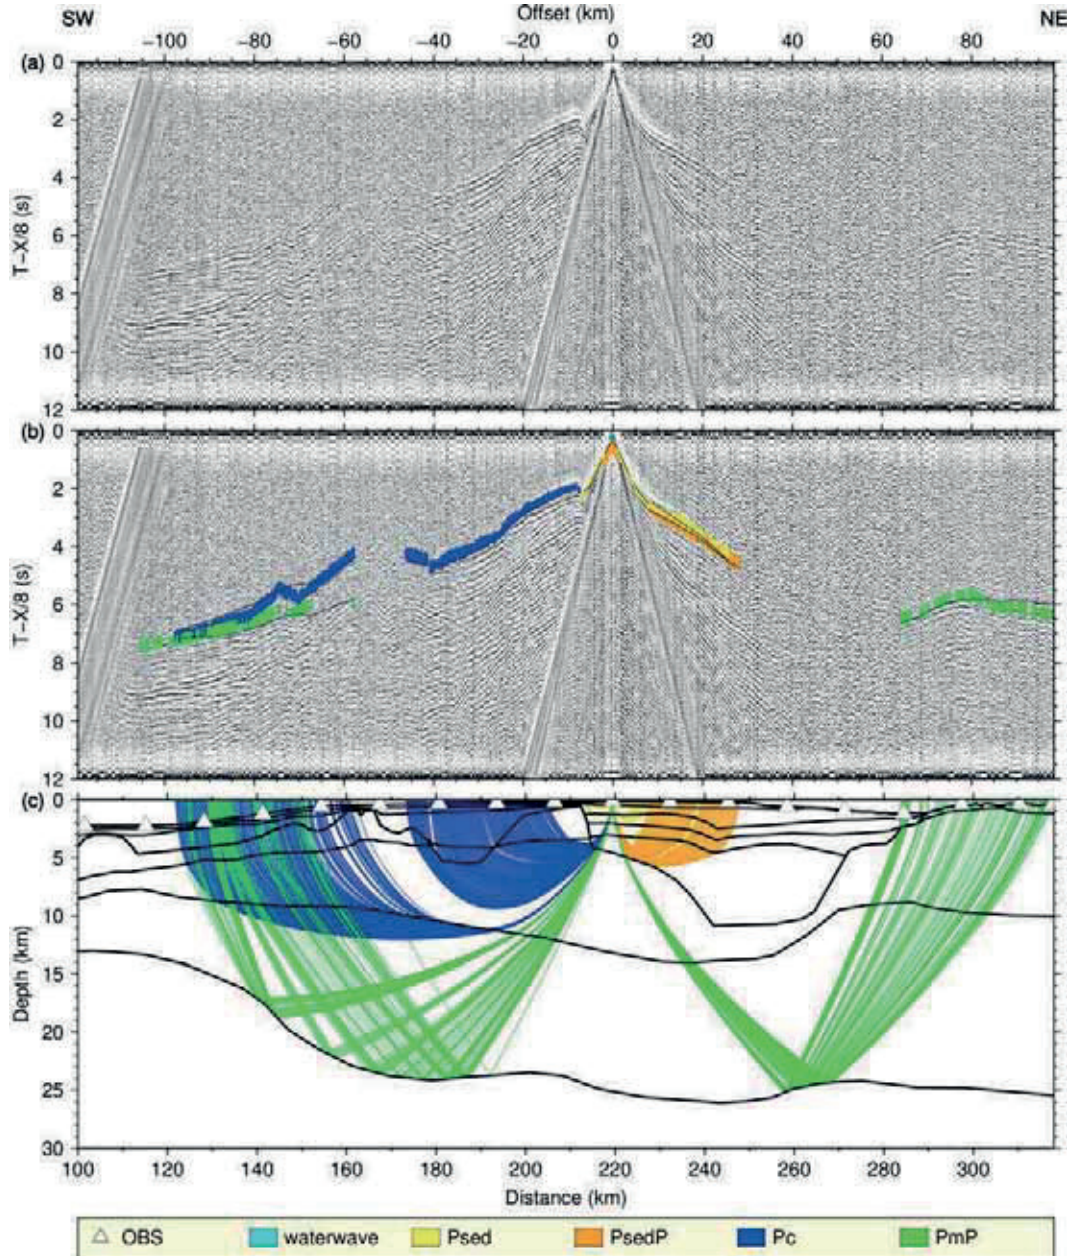 SW Offset (km) NE
−100 −80 −60 −40 −20 0 20 40 60 80
(a) 0
2
4
6
8
10
12
T−X/8 (s)
(b) 0
2
4
6
8
10
12
T−X/8 (s)
(c) 0
5
10
15
20
25
30
Depth (km)
100 120 140 160 180 200 220 240 260 280 300
Distance (km)
OBS waterwave Psed PsedP Pc PmP